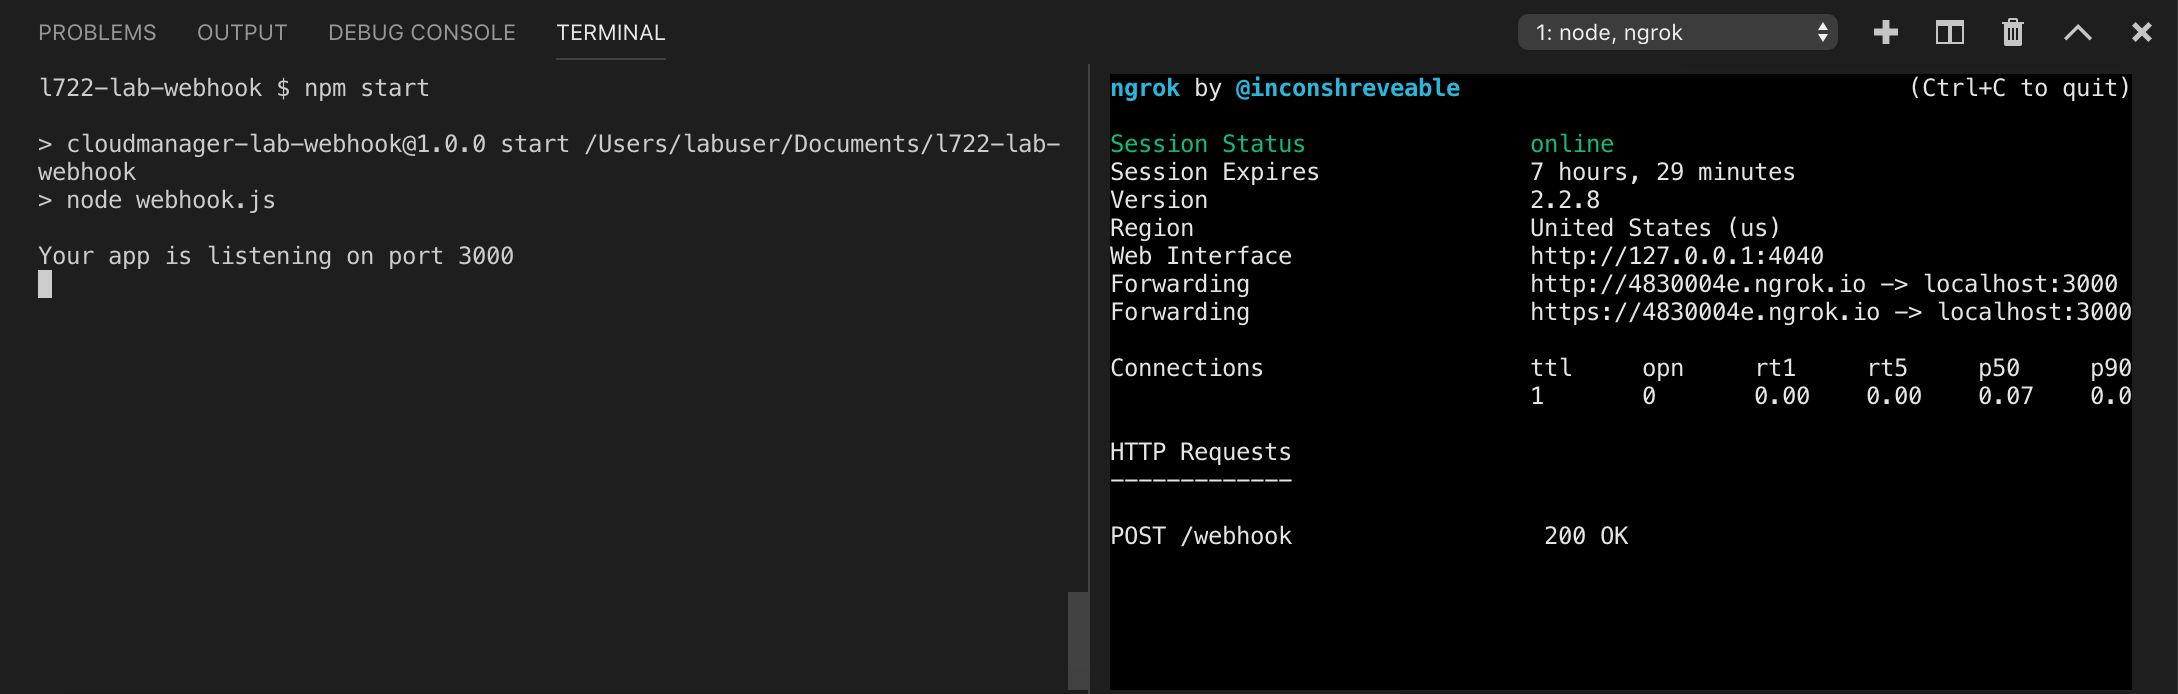 PROBLEMS OUTPUT DEBUG CONSOLE TERMINAL 1: node, ngrok
l722-lab-webhook $ npm start
> cloudmanager-lab-webhook@1.0.0 start /Users/labuser/Documents/l722-lab-
webhook
> node webhook.js
Your app is listening on port 3000
ngrok by @inconshreveable (Ctrl+C to quit)
Session Status online
Session Expires 7 hours, 29 minutes
Version 2.2.8
Region United States (us)
Web Interface http://127.0.0.1:4040
Forwarding http://4830004e.ngrok.io -> localhost:3000
Forwarding https://4830004e.ngrok.io -> localhost:3000
Connections ttl opn rt1 rt5 p50 p90
1 0 0.00 0.00 0.07 0.0
HTTP Requests
-------------
POST /webhook 200 OK